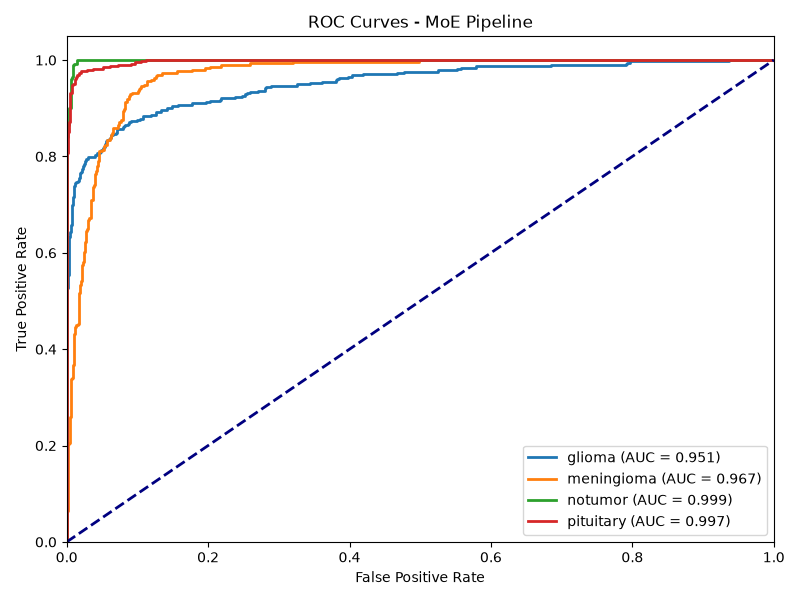 ROC Curves - MoE Pipeline
True Positive Rate
1.0
0.8
0.6
0.4
0.2
0.0
0.0 0.2 0.4 0.6 0.8 1.0
False Positive Rate
glioma (AUC = 0.951)
meningioma (AUC = 0.967)
notumor (AUC = 0.999)
pituitary (AUC = 0.997)